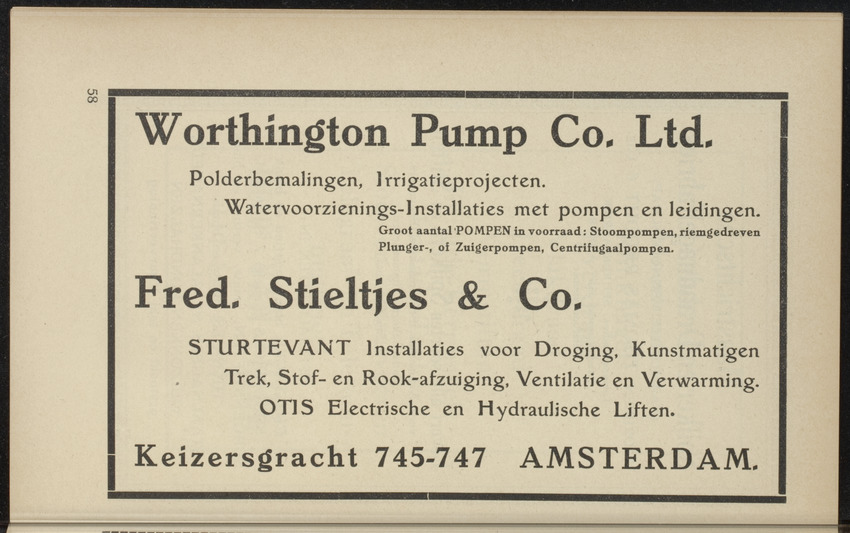 58
Worthington Pump Co. Ltd.
Polderbemalingen, Irrigatieprojecten.
Watervoorzienings-Installaties met pompen en leidingen.
Groot aantal POMPEN in voorraad: Stoompompen, riemgedreven
Plunger-, of Zuigerpompen, Centrifugaalpompen.
Fred. Stieltjes & Co.
STURTEVANT Installaties voor Droging, Kunstmatigen
Trek, Stof- en Rook-afzuiging, Ventilatie en Verwarming.
OTIS Electrische en Hydraulische Liften.
Keizersgracht 745-747 AMSTERDAM.